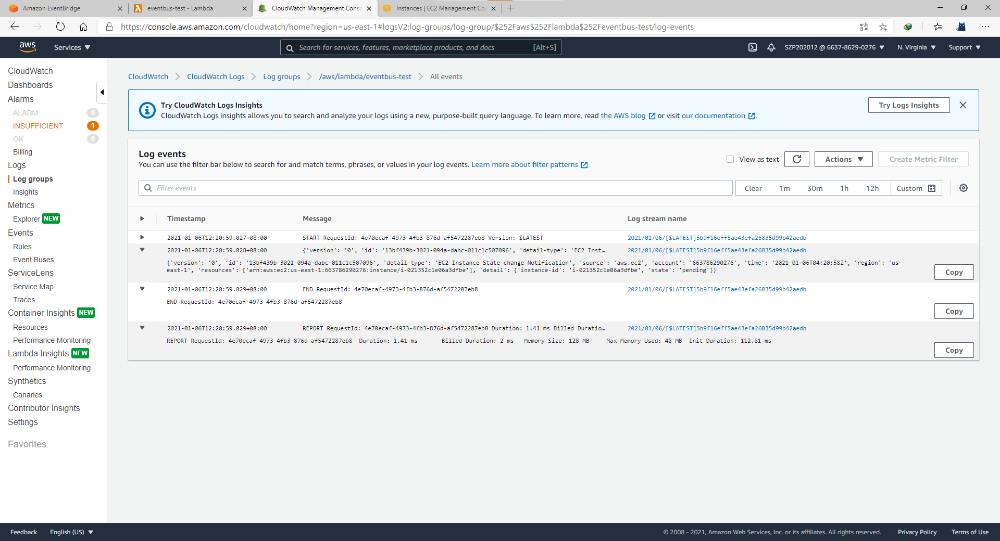 Amazon EventBridge
eventbus-test - Lambda
CloudWatch Management Conso
Instances | EC2 Management Con
https://console.aws.amazon.com/cloudwatch/home?region=us-east-1#logsV2:log-groups/log-group/$252Faws$252Flambda$252Feventbus-test/log-events
aws
Services
Search for services, features, marketplace products, and docs
[Alt+S]
SZP202012 @ 6637-8629-0276
N. Virginia
Support
CloudWatch
Dashboards
Alarms
ALARM 0
INSUFFICIENT 1
OK 0
Billing
Logs
Log groups
Insights
Metrics
Explorer NEW
Events
Rules
Event Buses
ServiceLens
Service Map
Traces
Container Insights NEW
Resources
Performance Monitoring
Lambda Insights NEW
Performance Monitoring
Synthetics
Canaries
Contributor Insights
Settings
Favorites
CloudWatch
CloudWatch Logs
Log groups
/aws/lambda/eventbus-test
All events
Try CloudWatch Logs Insights
CloudWatch Logs insights allows you to search and analyze your logs using a new, purpose-built query language. To learn more, read the AWS blog or visit our documentation .
Try Logs Insights
Log events
You can use the filter bar below to search for and match terms, phrases, or values in your log events. Learn more about filter patterns
View as text
Actions
Create Metric Filter
Filter events
Clear 1m 30m 1h 12h Custom
Timestamp Message Log stream name
2021-01-06T12:20:59.027+08:00 START RequestId: 4e70ecaf-4973-4fb3-876d-af5472287eb8 Version: $LATEST 2021/01/06/[$LATEST]5b9f16eff5ae43efa26835d99b42aedb
2021-01-06T12:20:59.028+08:00 {'version': '0', 'id': '13bf439b-3021-094a-dabc-011c1c507096', 'detail-type': 'EC2 Inst… 2021/01/06/[$LATEST]5b9f16eff5ae43efa26835d99b42aedb
{'version': '0', 'id': '13bf439b-3021-094a-dabc-011c1c507096', 'detail-type': 'EC2 Instance State-change Notification', 'source': 'aws.ec2', 'account': '663786290276', 'time': '2021-01-06T04:20:58Z', 'region': 'us-
east-1', 'resources': ['arn:aws:ec2:us-east-1:663786290276:instance/i-021352c1e06a3dfbe'], 'detail': {'instance-id': 'i-021352c1e06a3dfbe', 'state': 'pending'}}
Copy
2021-01-06T12:20:59.029+08:00 END RequestId: 4e70ecaf-4973-4fb3-876d-af5472287eb8 2021/01/06/[$LATEST]5b9f16eff5ae43efa26835d99b42aedb
END RequestId: 4e70ecaf-4973-4fb3-876d-af5472287eb8
Copy
2021-01-06T12:20:59.029+08:00 REPORT RequestId: 4e70ecaf-4973-4fb3-876d-af5472287eb8 Duration: 1.41 ms Billed Duratio… 2021/01/06/[$LATEST]5b9f16eff5ae43efa26835d99b42aedb
REPORT RequestId: 4e70ecaf-4973-4fb3-876d-af5472287eb8 Duration: 1.41 ms Billed Duration: 2 ms Memory Size: 128 MB Max Memory Used: 48 MB Init Duration: 112.81 ms
Copy
Feedback
English (US)
© 2008 - 2021, Amazon Web Services, Inc. or its affiliates. All rights reserved.
Privacy Policy
Terms of Use